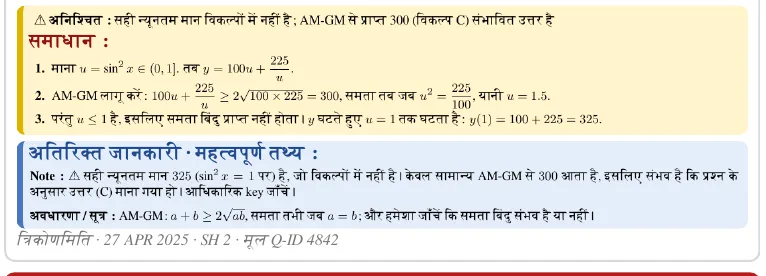 ⚠ अनिश्चित : सही न्यूनतम मान विकल्पों में नहीं है ; AM-GM से प्राप्त 300 (विकल्प C) संभावित उत्तर है
समाधान :
1. माना u = sin² x ∈ (0, 1]. तब y = 100u + 225/u.
2. AM-GM लागू करें : 100u + 225/u ≥ 2√(100 × 225) = 300, समता तब जब u² = 225/100, यानी u = 1.5.
3. परंतु u ≤ 1 है, इसलिए समता बिंदु प्राप्त नहीं होता। y घटते हुए u = 1 तक घटता है : y(1) = 100 + 225 = 325.
अतिरिक्त जानकारी · महत्वपूर्ण तथ्य :
Note : ⚠ सही न्यूनतम मान 325 (sin² x = 1 पर) है, जो विकल्पों में नहीं है। केवल सामान्य AM-GM से 300 आता है, इसलिए संभव है कि प्रश्न के
अनुसार उत्तर (C) माना गया हो। आधिकारिक key जाँचें।
अवधारणा / सूत्र : AM-GM : a + b ≥ 2√ab, समता तभी जब a = b ; और हमेशा जाँचें कि समता बिंदु संभव है या नहीं।
त्रिकोणमिति · 27 APR 2025 · SH 2 · मूल Q-ID 4842